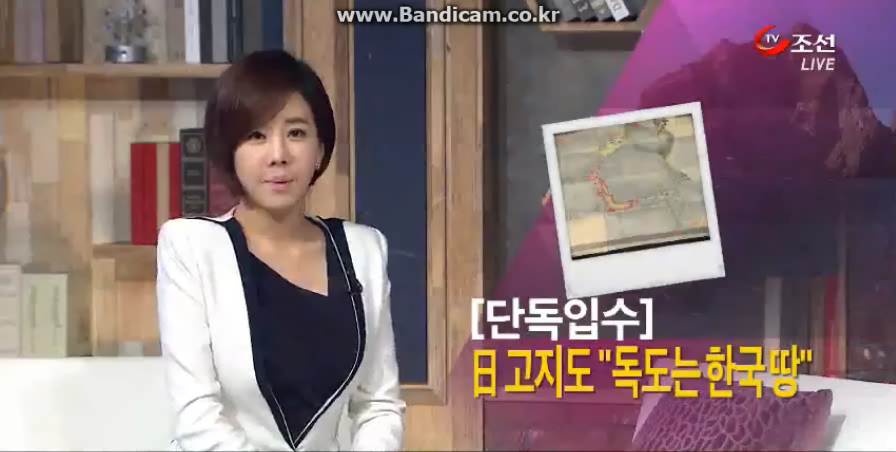 www.Bandicam.co.kr
TV 조선
LIVE
[단독입수]
日 고지도 "독도는 한국 땅"